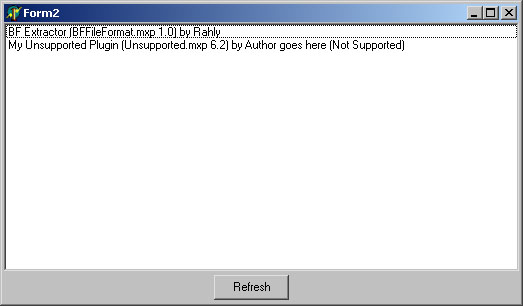 Form2
BF Extractor (BFFileFormat.mxp 1.0) by Rahly
My Unsupported Plugin (Unsupported.mxp 6.2) by Author goes here (Not Supported)
Refresh